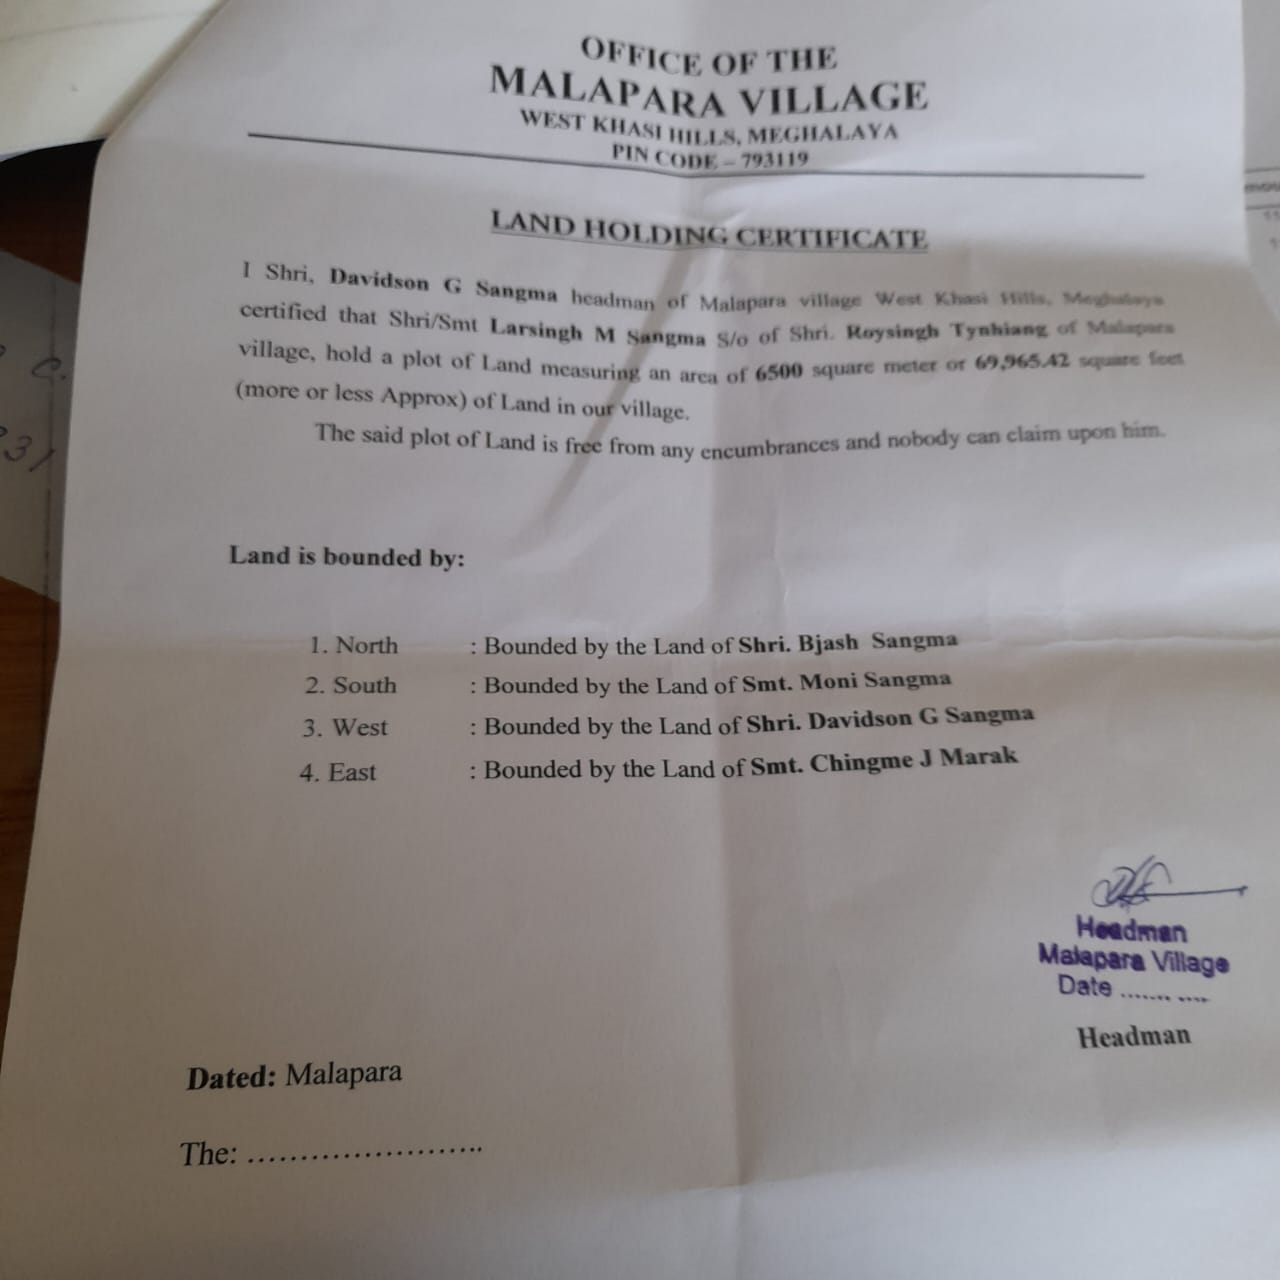 OFFICE OF THE
MALAPARA VILLAGE
WEST KHASI HILLS, MEGHALAYA
PIN CODE – 793119
LAND HOLDING CERTIFICATE
I Shri, Davidson G Sangma headman of Malapara village West Khasi Hills, Meghalaya
certified that Shri/Smt Larsingh M Sangma S/o of Shri. Roysingh Tynhiang of Malapara
village, hold a plot of Land measuring an area of 6500 square meter or 69,965.42 square feet
(more or less Approx) of Land in our village.
The said plot of Land is free from any encumbrances and nobody can claim upon him.
Land is bounded by:
1. North : Bounded by the Land of Shri. Bjash Sangma
2. South : Bounded by the Land of Smt. Moni Sangma
3. West : Bounded by the Land of Shri. Davidson G Sangma
4. East : Bounded by the Land of Smt. Chingme J Marak
Headman
Malapara Village
Date ...........
Headman
Dated: Malapara
The: ........................